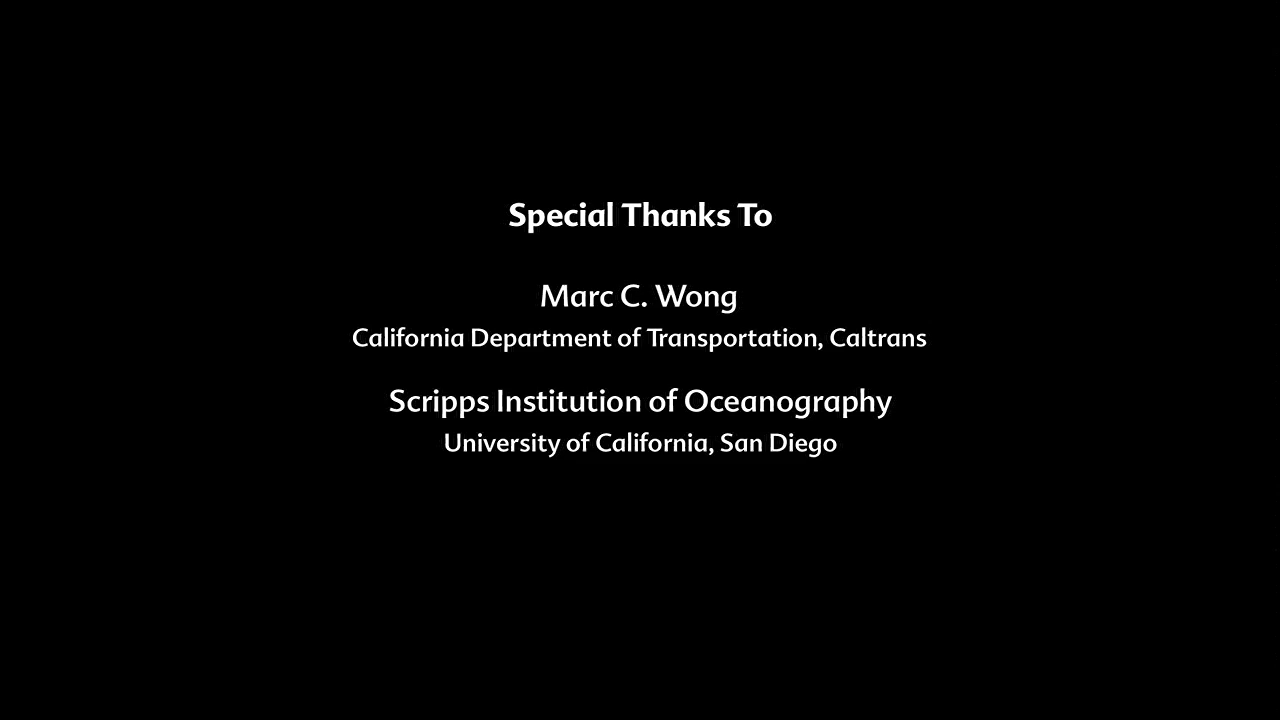 Special Thanks To
Marc C. Wong
California Department of Transportation, Caltrans
Scripps Institution of Oceanography
University of California, San Diego